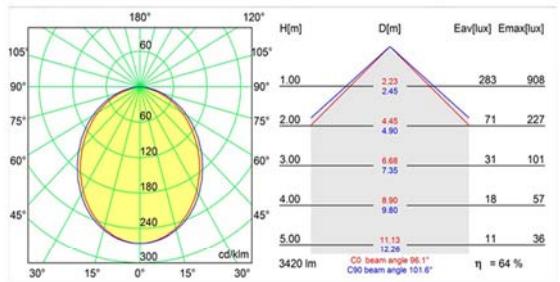 180° 120°
60
105° 105°
90° 90°
60
75° 75°
120
60° 60°
180
45° 45°
240
cd/klm
300
30° 15° 0° 15° 30°
H[m] D[m] Eav[lux] Emax[lux]
1.00 2.23 283 908
2.45
2.00 4.45 71 227
4.90
3.00 6.68 31 101
7.35
4.00 8.90 18 57
9.80
5.00 11.13 11 36
12.26
3420 lm C0 beam angle 96.1° η = 64 %
C90 beam angle 101.6°